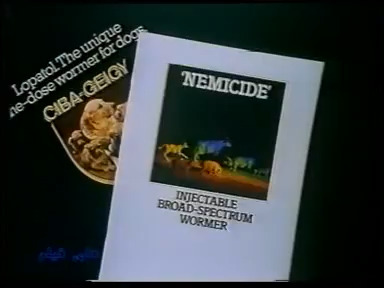 Lopatol. The unique
ne-dose wormer for dogs
CIBA-GEIGY
'NEMICIDE'
INJECTABLE
BROAD-SPECTRUM
WORMER